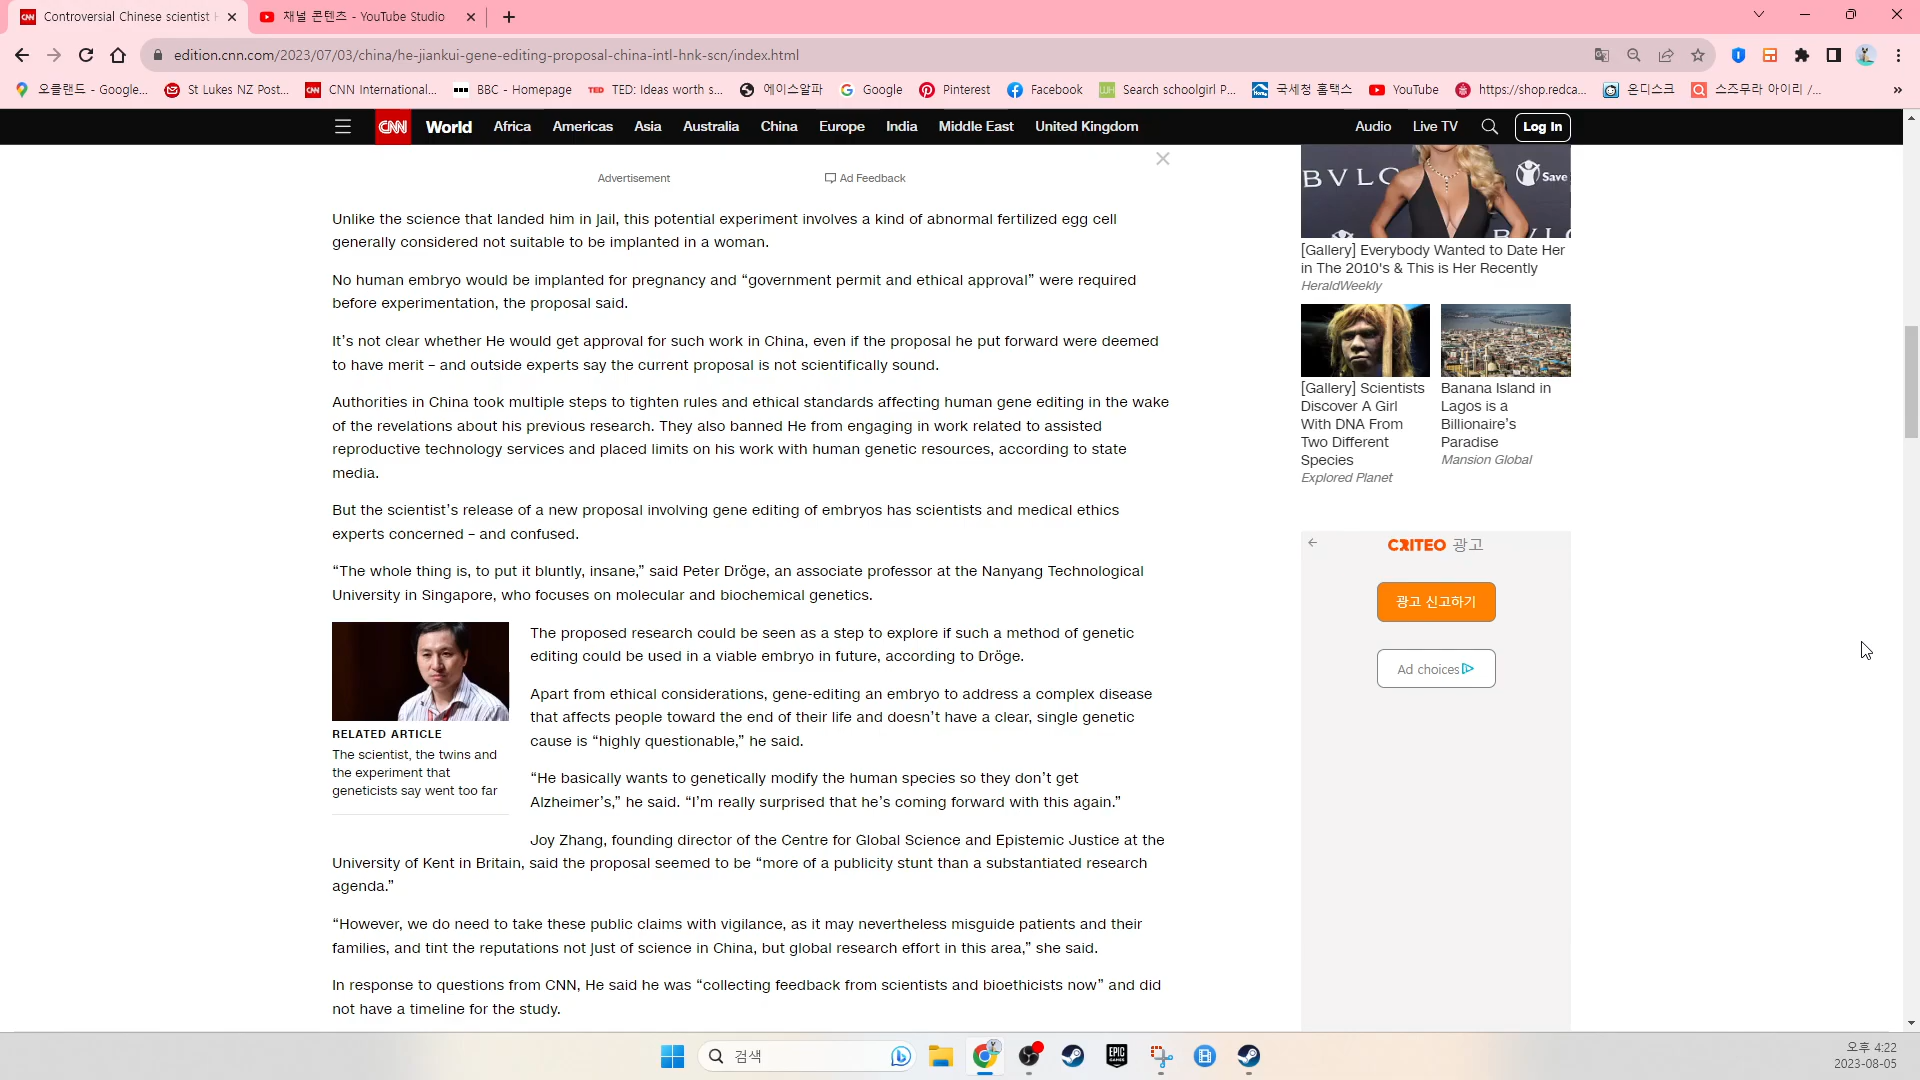 Controversial Chinese scientist
채널 콘텐츠 - YouTube Studio
edition.cnn.com/2023/07/03/china/he-jiankui-gene-editing-proposal-china-intl-hnk-scn/index.html
오클랜드 - Google...
St Lukes NZ Post...
CNN International...
BBC - Homepage
TED: Ideas worth s...
에이스알파
Google
Pinterest
Facebook
Search schoolgirl P...
국세청 홈택스
YouTube
https://shop.redca...
온디스크
스즈무라 아이리 /...
CNN World Africa Americas Asia Australia China Europe India Middle East United Kingdom Audio Live TV Log In
Advertisement
Ad Feedback
Unlike the science that landed him in jail, this potential experiment involves a kind of abnormal fertilized egg cell
generally considered not suitable to be implanted in a woman.
No human embryo would be implanted for pregnancy and “government permit and ethical approval” were required
before experimentation, the proposal said.
It’s not clear whether He would get approval for such work in China, even if the proposal he put forward were deemed
to have merit – and outside experts say the current proposal is not scientifically sound.
Authorities in China took multiple steps to tighten rules and ethical standards affecting human gene editing in the wake
of the revelations about his previous research. They also banned He from engaging in work related to assisted
reproductive technology services and placed limits on his work with human genetic resources, according to state
media.
But the scientist’s release of a new proposal involving gene editing of embryos has scientists and medical ethics
experts concerned – and confused.
“The whole thing is, to put it bluntly, insane,” said Peter Dröge, an associate professor at the Nanyang Technological
University in Singapore, who focuses on molecular and biochemical genetics.
RELATED ARTICLE
The scientist, the twins and
the experiment that
geneticists say went too far
The proposed research could be seen as a step to explore if such a method of genetic
editing could be used in a viable embryo in future, according to Dröge.
Apart from ethical considerations, gene-editing an embryo to address a complex disease
that affects people toward the end of their life and doesn’t have a clear, single genetic
cause is “highly questionable,” he said.
“He basically wants to genetically modify the human species so they don’t get
Alzheimer’s,” he said. “I’m really surprised that he’s coming forward with this again.”
Joy Zhang, founding director of the Centre for Global Science and Epistemic Justice at the
University of Kent in Britain, said the proposal seemed to be “more of a publicity stunt than a substantiated research
agenda.”
“However, we do need to take these public claims with vigilance, as it may nevertheless misguide patients and their
families, and tint the reputations not just of science in China, but global research effort in this area,” she said.
In response to questions from CNN, He said he was “collecting feedback from scientists and bioethicists now” and did
not have a timeline for the study.
BVLG
Save
[Gallery] Everybody Wanted to Date Her
in The 2010's & This is Her Recently
HeraldWeekly
[Gallery] Scientists
Discover A Girl
With DNA From
Two Different
Species
Explored Planet
Banana Island in
Lagos is a
Billionaire’s
Paradise
Mansion Global
CRITEO 광고
광고 신고하기
Ad choices
검색
EPIC GAMES
오후 4:22
2023-08-05